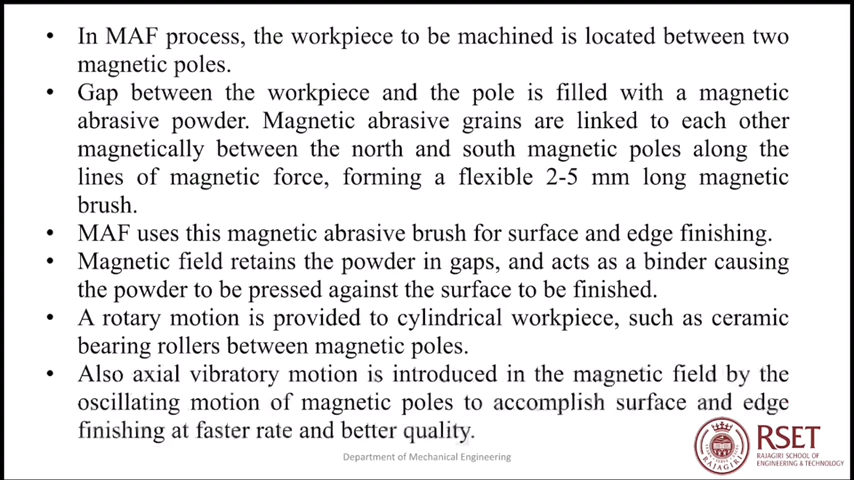 • In MAF process, the workpiece to be machined is located between two
magnetic poles.
• Gap between the workpiece and the pole is filled with a magnetic
abrasive powder. Magnetic abrasive grains are linked to each other
magnetically between the north and south magnetic poles along the
lines of magnetic force, forming a flexible 2-5 mm long magnetic
brush.
• MAF uses this magnetic abrasive brush for surface and edge finishing.
• Magnetic field retains the powder in gaps, and acts as a binder causing
the powder to be pressed against the surface to be finished.
• A rotary motion is provided to cylindrical workpiece, such as ceramic
bearing rollers between magnetic poles.
• Also axial vibratory motion is introduced in the magnetic field by the
oscillating motion of magnetic poles to accomplish surface and edge
finishing at faster rate and better quality.
Department of Mechanical Engineering
RAJAGIRI
RSET
RAJAGIRI SCHOOL OF
ENGINEERING & TECHNOLOGY